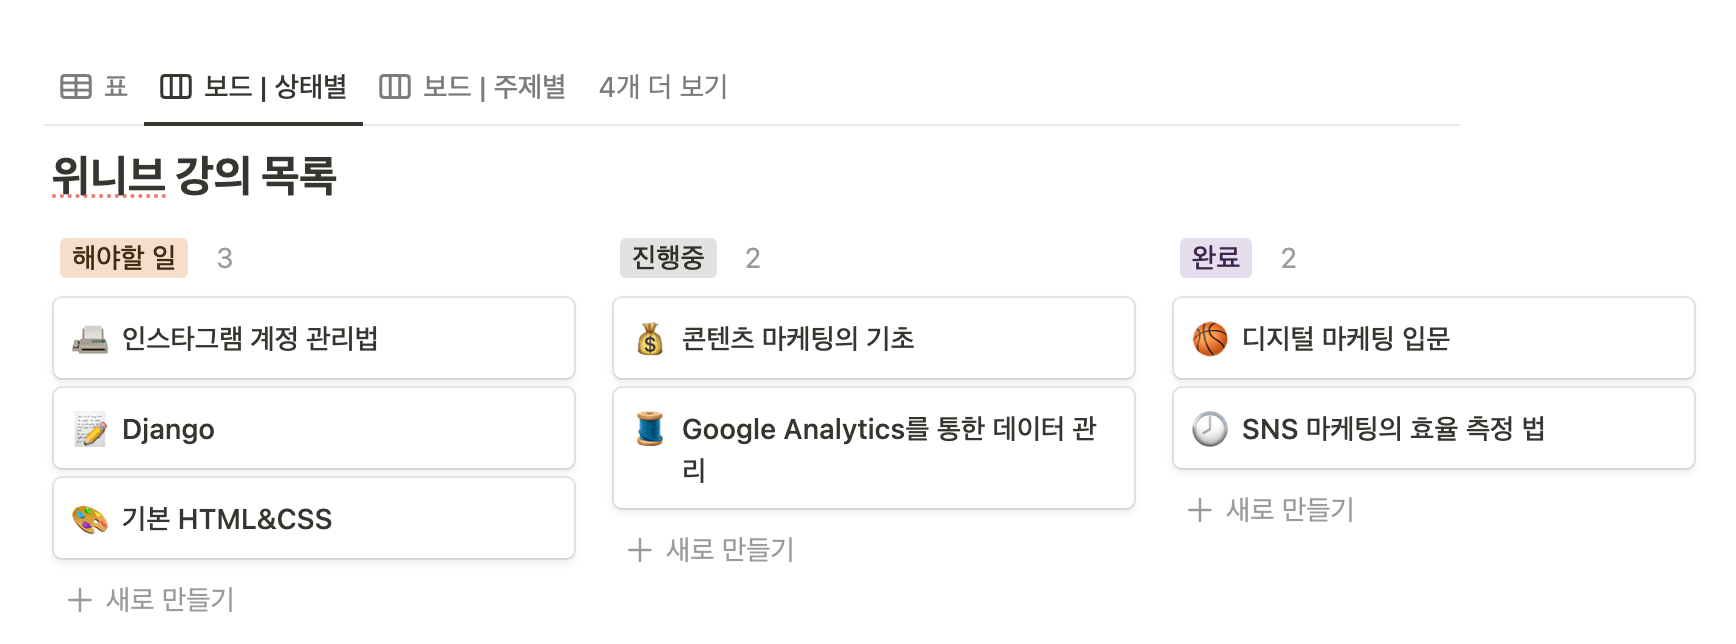 표 보드 | 상태별 보드 | 주제별 4개 더 보기
위니브 강의 목록
해야할 일 3
인스타그램 계정 관리법
Django
기본 HTML&CSS
+ 새로 만들기
진행중 2
콘텐츠 마케팅의 기초
Google Analytics를 통한 데이터 관
리
+ 새로 만들기
완료 2
디지털 마케팅 입문
SNS 마케팅의 효율 측정 법
+ 새로 만들기